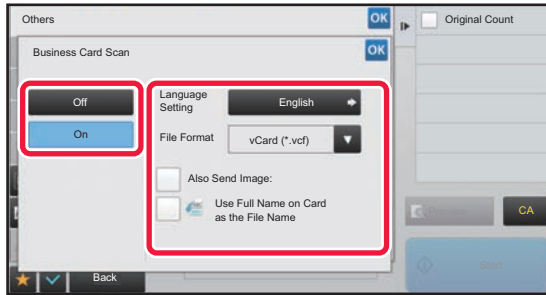 Others
OK
Original Count
Business Card Scan
OK
Off
On
Language
Setting
English
File Format
vCard (*.vcf)
Also Send Image:
Use Full Name on Card
as the File Name
CA
Back